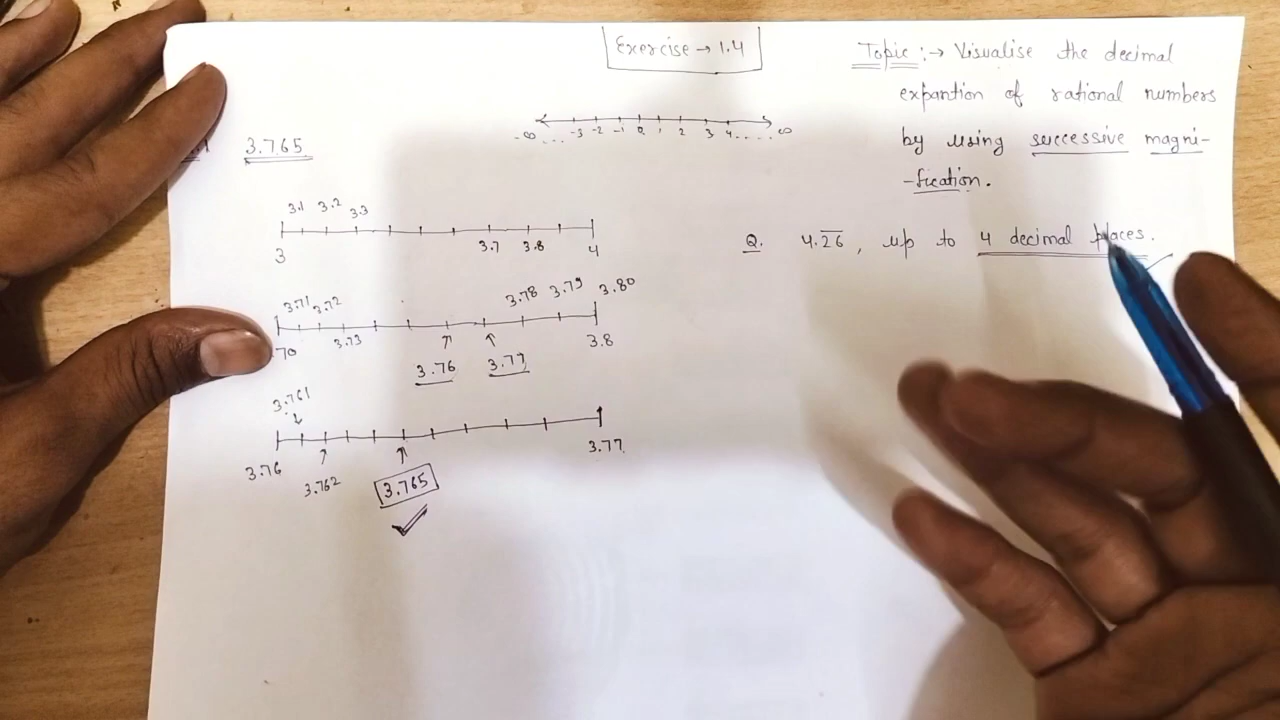 Exercise → 1.4
Topic :→ Visualise the decimal
expantion of rational numbers
by using successive magni-
-fication.
-∞ ... -3 -2 -1 0 1 2 3 4 ..... ∞
3.765
3.1 3.2 3.3
3 3.7 3.8 4
Q. 4.2̅6̅, up to 4 decimal places.
3.71 3.72 3.78 3.79 3.80
70 3.73 3.8
3.76 3.77
3.761
3.76 3.77
3.762 3.765